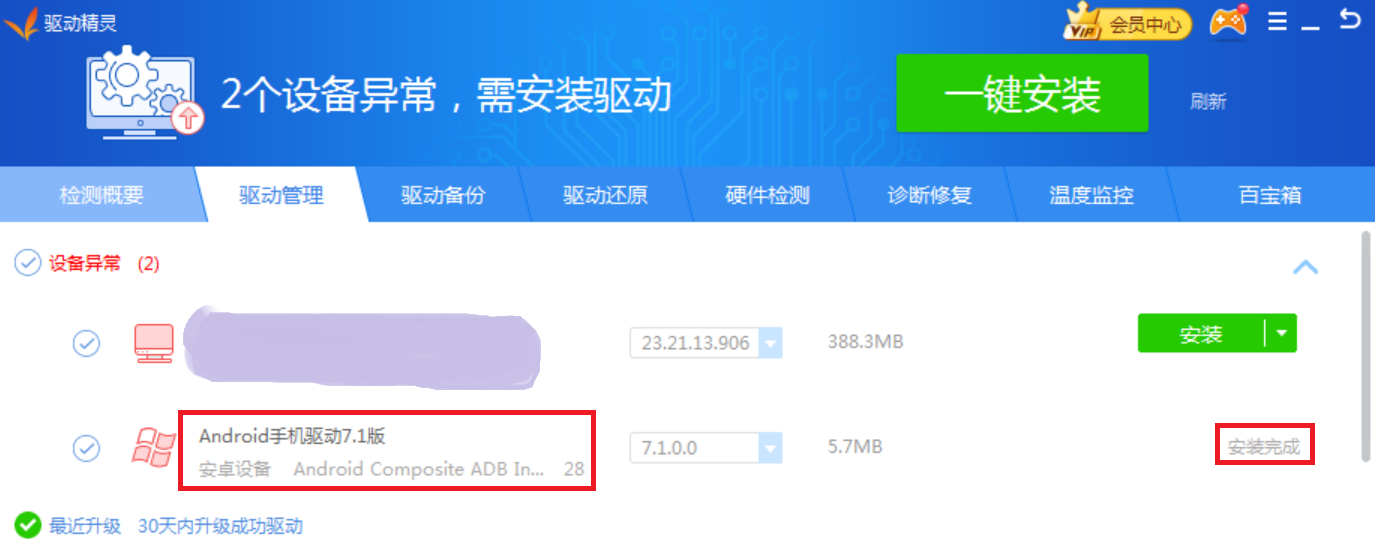 驱动精灵
VIP 会员中心
2个设备异常，需安装驱动
一键安装
刷新
检测概要 驱动管理 驱动备份 驱动还原 硬件检测 诊断修复 温度监控 百宝箱
设备异常 (2)
23.21.13.906 388.3MB 安装
Android手机驱动7.1版
安卓设备 Android Composite ADB In... 28
7.1.0.0 5.7MB 安装完成
最近升级 30天内升级成功驱动